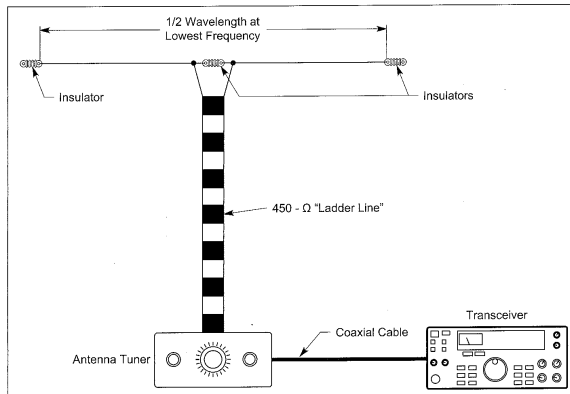 1/2 Wavelength at
Lowest Frequency
Insulator
Insulators
450 - Ω "Ladder Line"
Transceiver
Coaxial Cable
Antenna Tuner